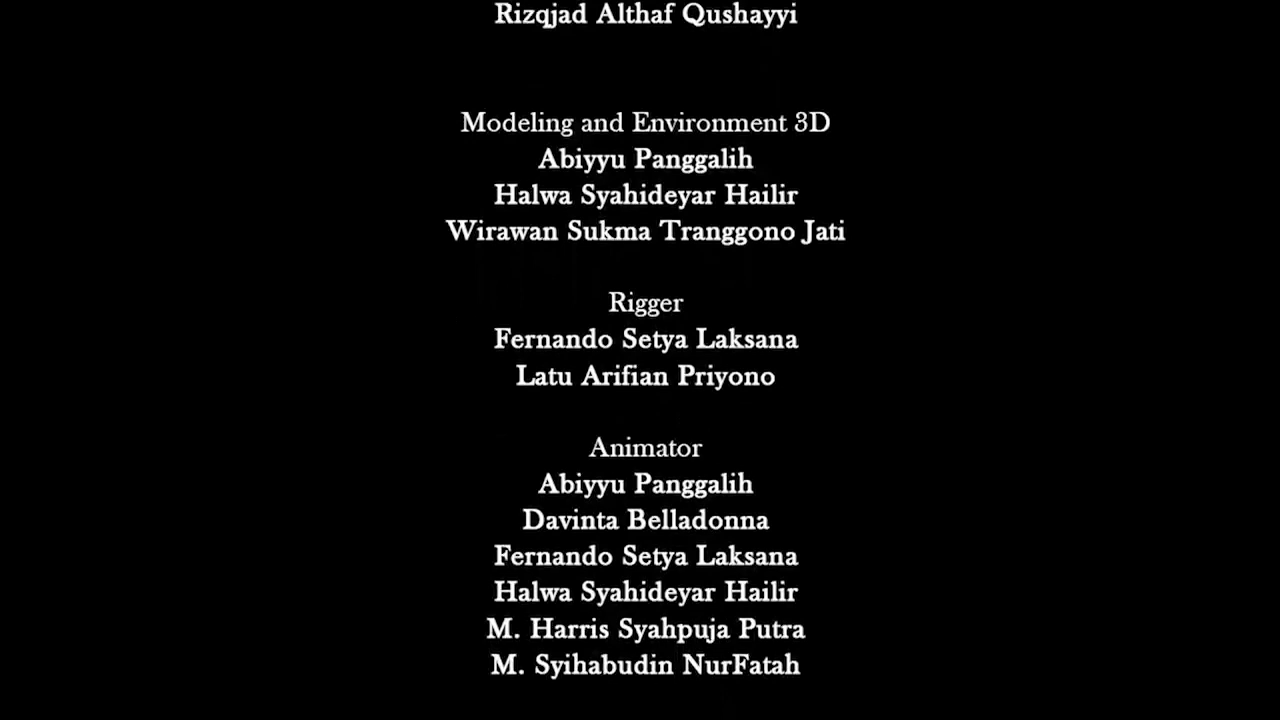 Rizqjad Althaf Qushayyi
Modeling and Environment 3D
Abiyyu Panggalih
Halwa Syahideyar Hailir
Wirawan Sukma Tranggono Jati
Rigger
Fernando Setya Laksana
Latu Arifian Priyono
Animator
Abiyyu Panggalih
Davinta Belladonna
Fernando Setya Laksana
Halwa Syahideyar Hailir
M. Harris Syahpuja Putra
M. Syihabudin NurFatah